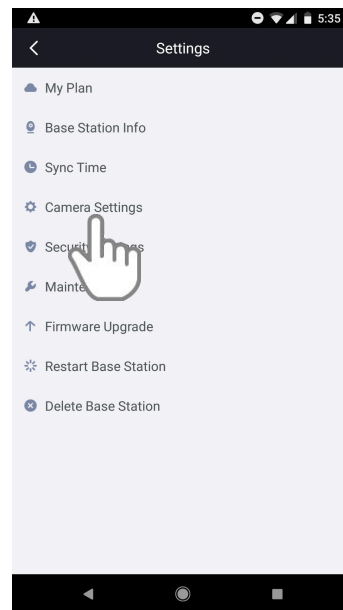 5:35
Settings
My Plan
Base Station Info
Sync Time
Camera Settings
Firmware Upgrade
Restart Base Station
Delete Base Station